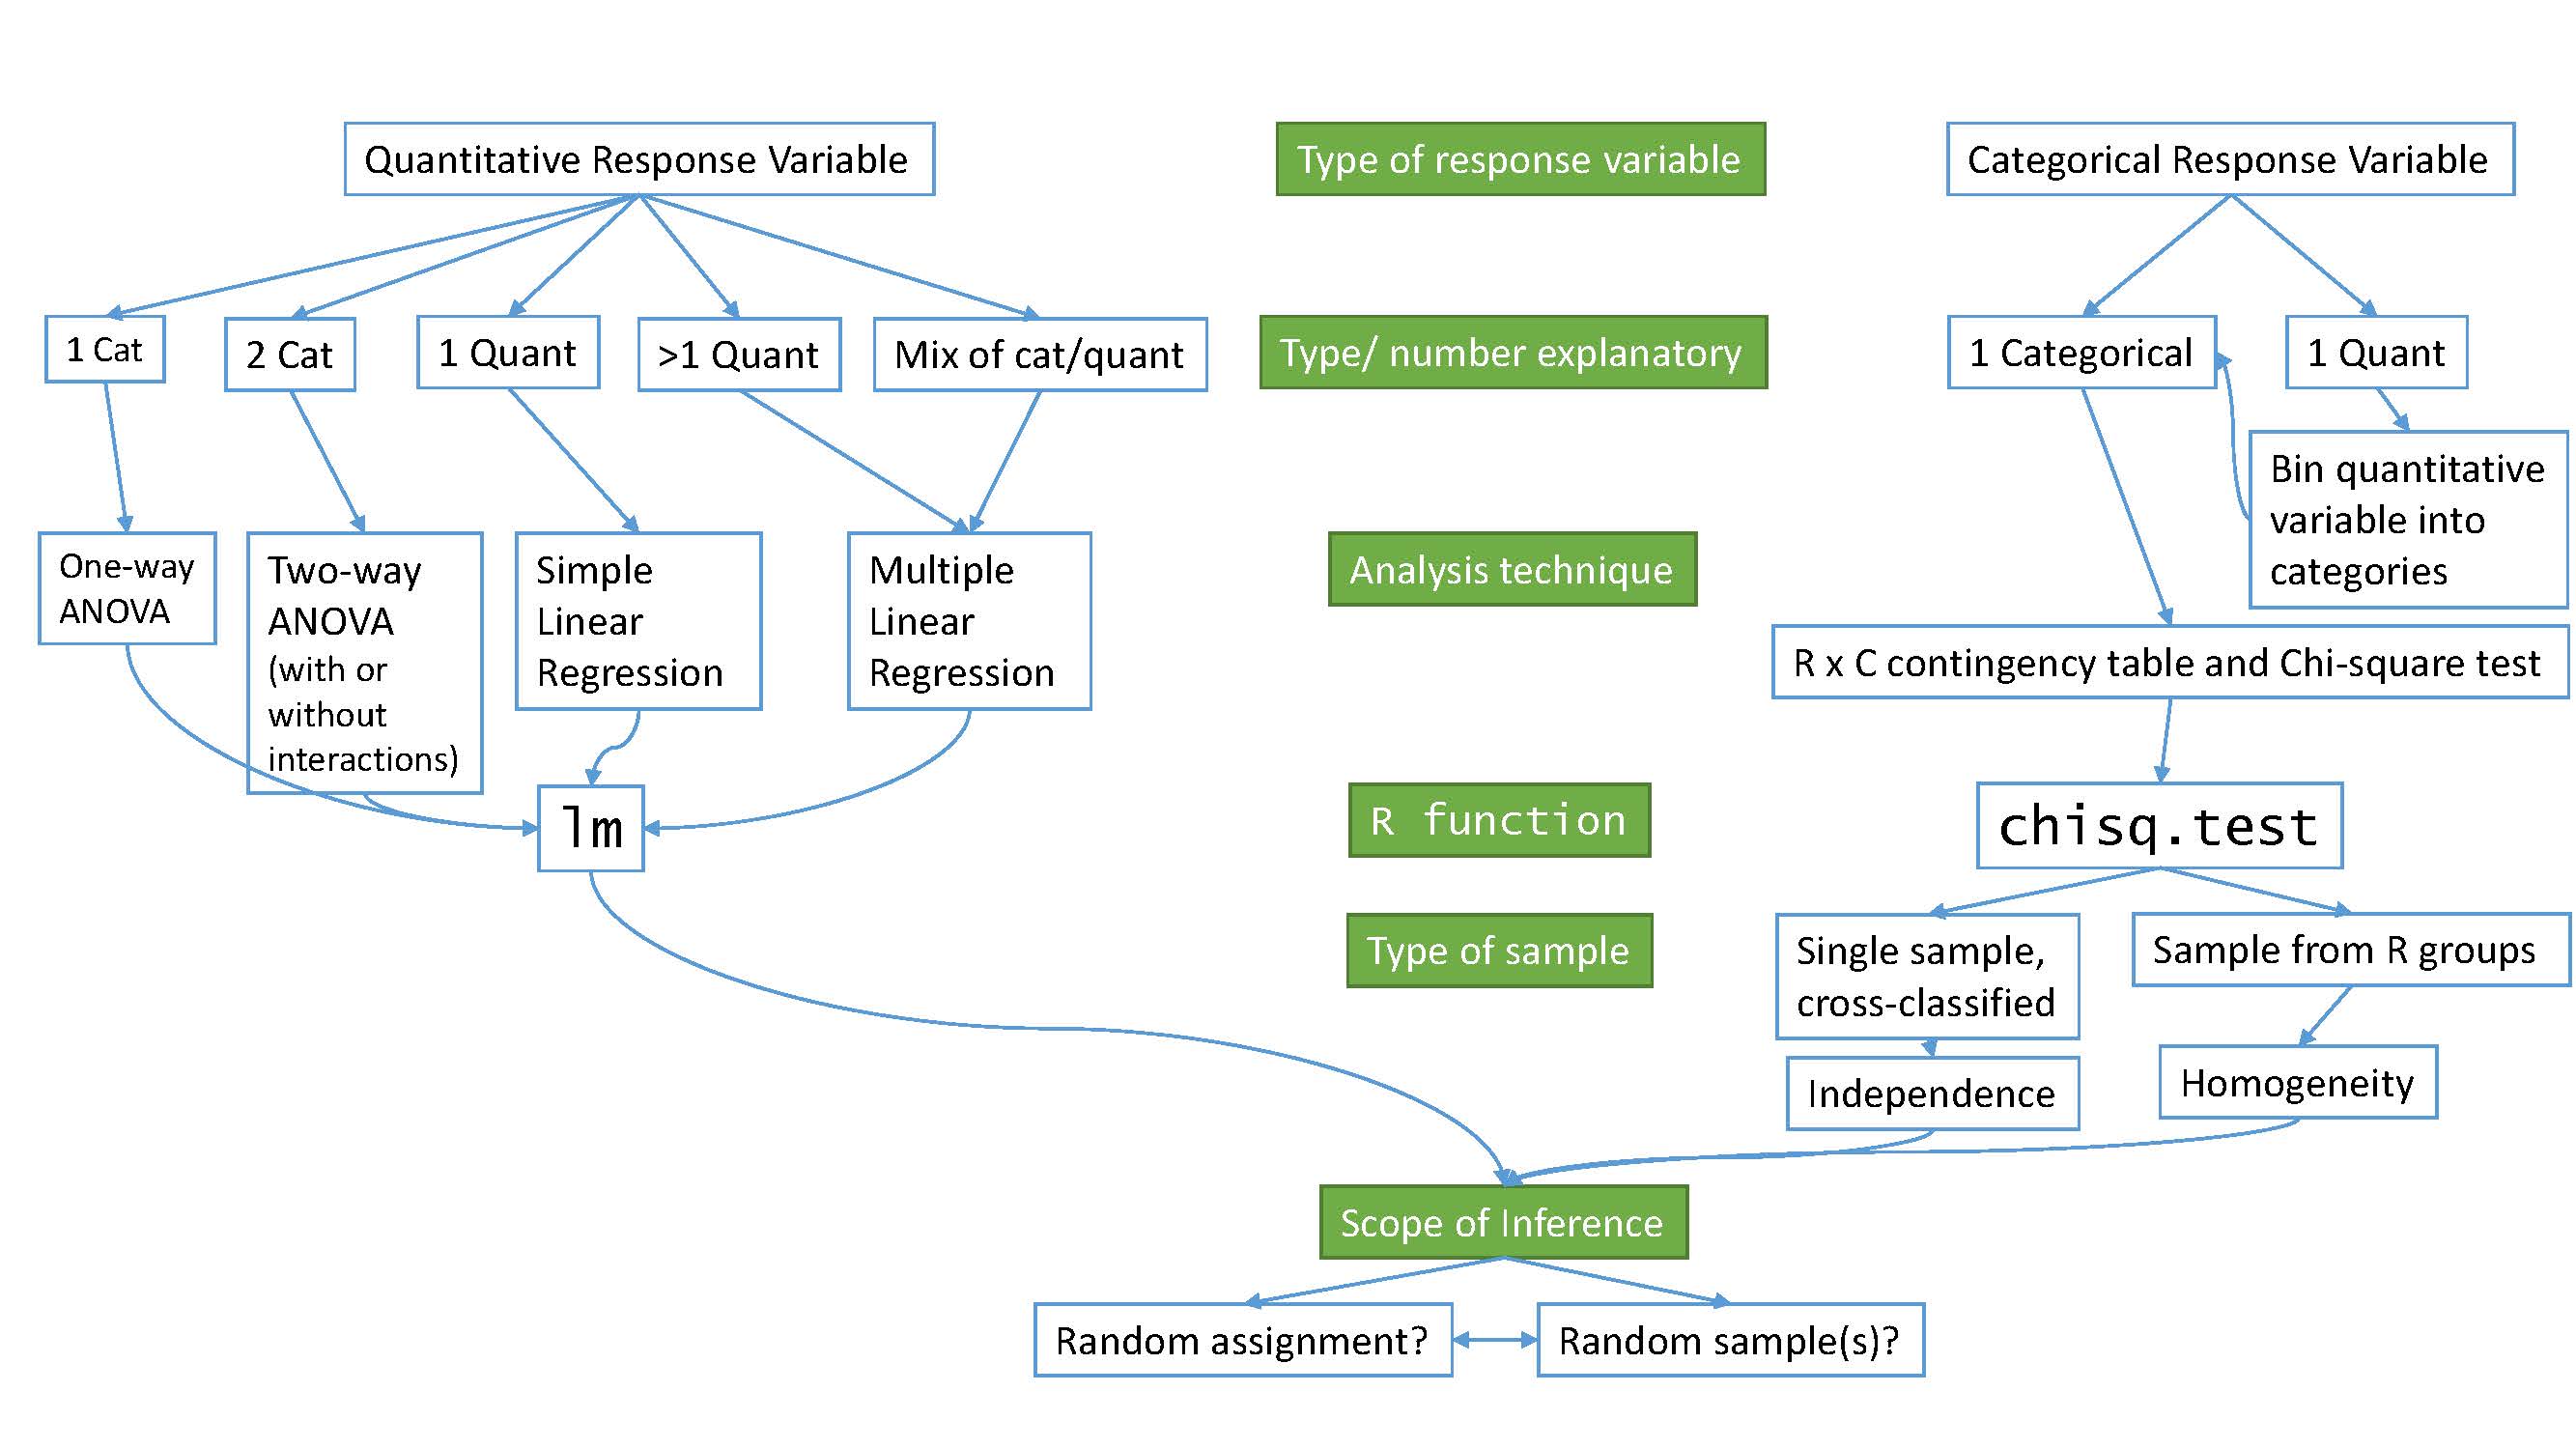 Quantitative Response Variable
Type of response variable
Categorical Response Variable
1 Cat
2 Cat
1 Quant
>1 Quant
Mix of cat/quant
Type/ number explanatory
1 Categorical
1 Quant
Bin quantitative
variable into
categories
One-way
ANOVA
Two-way
ANOVA
(with or
without
interactions)
Simple
Linear
Regression
Multiple
Linear
Regression
Analysis technique
R x C contingency table and Chi-square test
lm
R function
chisq.test
Type of sample
Single sample,
cross-classified
Sample from R groups
Independence
Homogeneity
Scope of Inference
Random assignment?
Random sample(s)?